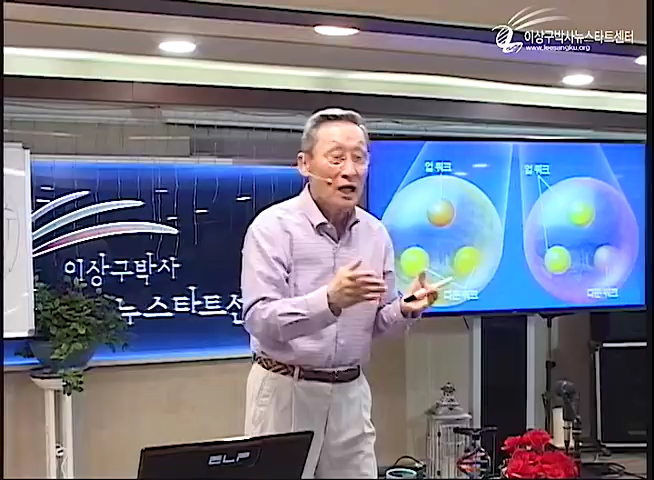 이상구박사뉴스타트센터
www.leesangku.org
업 쿼크
업 쿼크
다운 쿼크
다운 쿼크
이상구박사
뉴스타트센
ELP